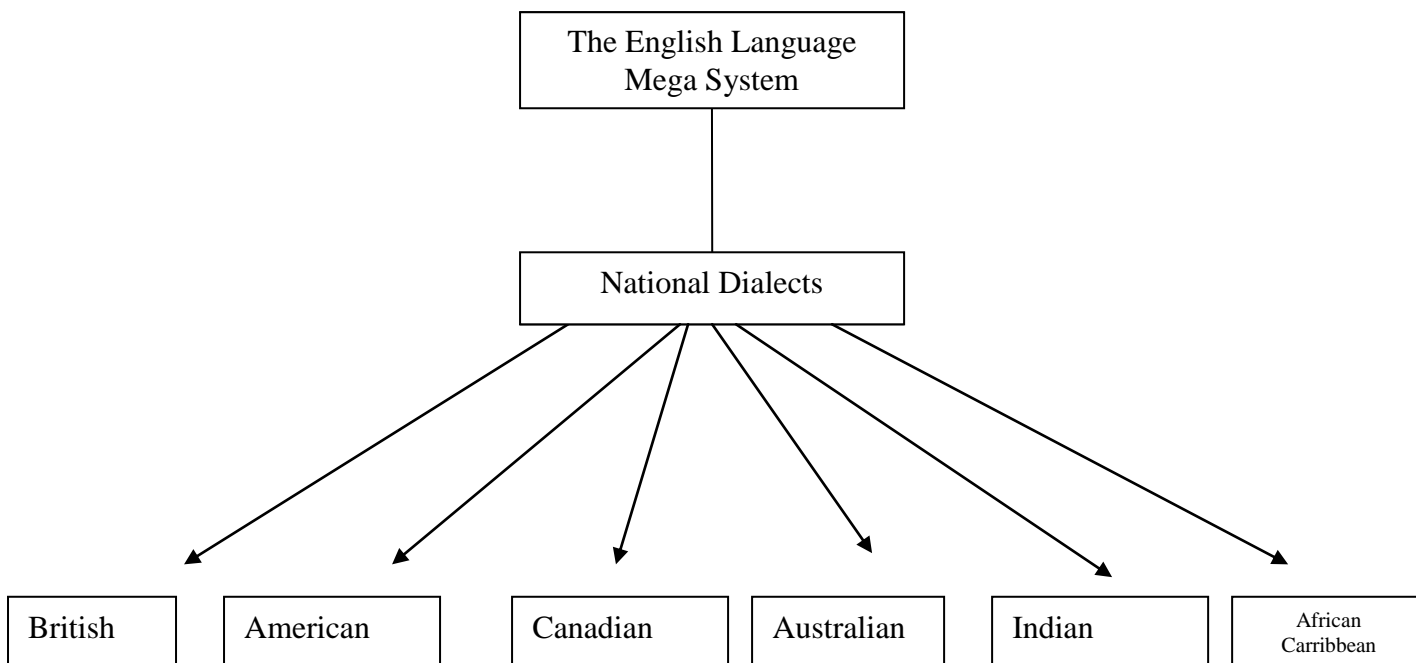 The English Language
Mega System
National Dialects
British
American
Canadian
Australian
Indian
African
Carribbean